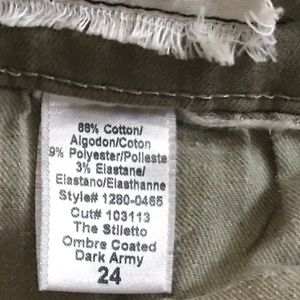 88% Cotton/
Algodon/Coton
9% Polyester/Polieste
3% Elastane/
Elastano/Elasthanne
Style# 1280-0465
Cut# 103113
The Stiletto
Ombre Coated
Dark Army
24